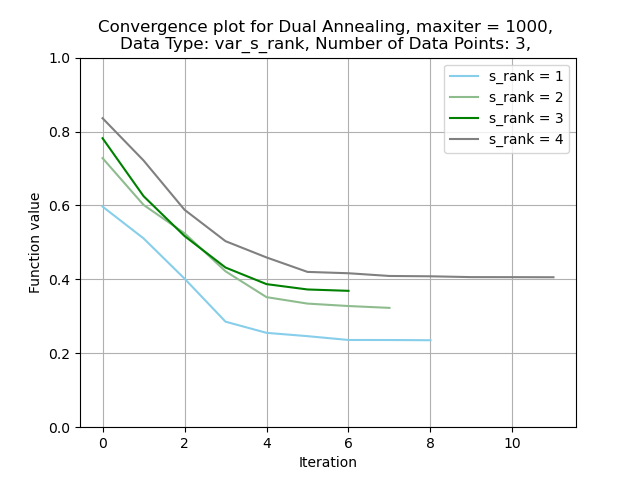 Convergence plot for Dual Annealing, maxiter = 1000,
Data Type: var_s_rank, Number of Data Points: 3,
1.0
0.8
0.6
0.4
0.2
0.0
Function value
s_rank = 1
s_rank = 2
s_rank = 3
s_rank = 4
0 2 4 6 8 10
Iteration